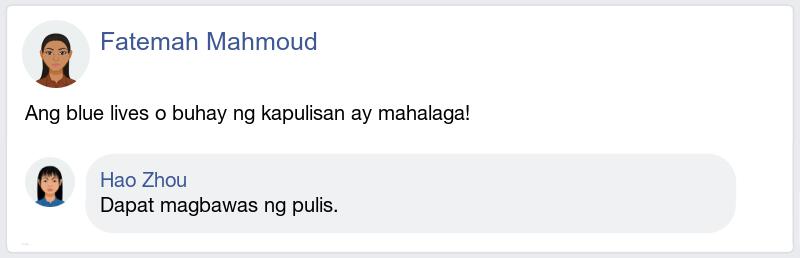 Fatemah Mahmoud
Ang blue lives o buhay ng kapulisan ay mahalaga!
Hao Zhou
Dapat magbawas ng pulis.